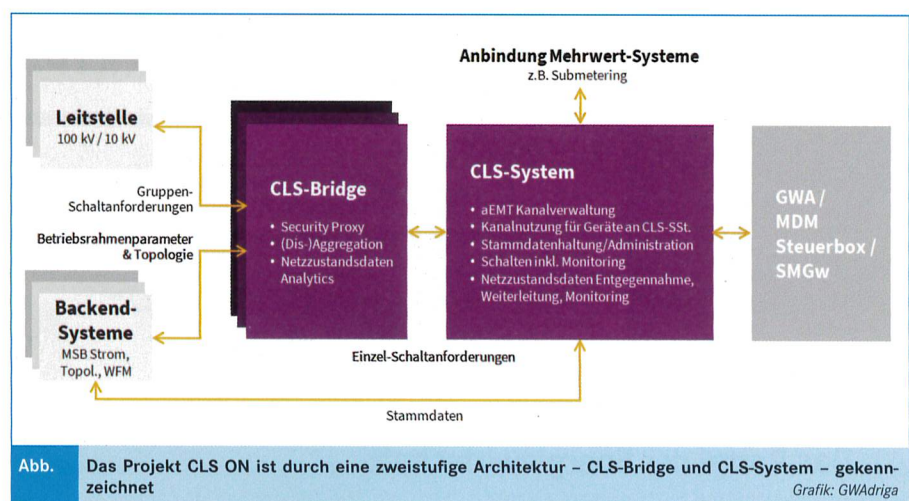 Anbindung Mehrwert-Systeme
z.B. Submetering
Leitstelle
100 kV / 10 kV
Gruppen-
Schaltanforderungen
Betriebsrahmenparameter
& Topologie
Backend-
Systeme
MSB Strom,
Topol., WFM
CLS-Bridge
• Security Proxy
• (Dis-)Aggregation
• Netzzustandsdaten
Analytics
CLS-System
• aEMT Kanalverwaltung
• Kanalnutzung für Geräte an CLS-SSt.
• Stammdatenhaltung/Administration
• Schalten inkl. Monitoring
• Netzzustandsdaten Entgegennahme,
Weiterleitung, Monitoring
GWA /
MDM
Steuerbox /
SMGw
Einzel-Schaltanforderungen
Stammdaten
Abb.
Das Projekt CLS ON ist durch eine zweistufige Architektur – CLS-Bridge und CLS-System – gekenn-
zeichnet
Grafik: GWAdriga